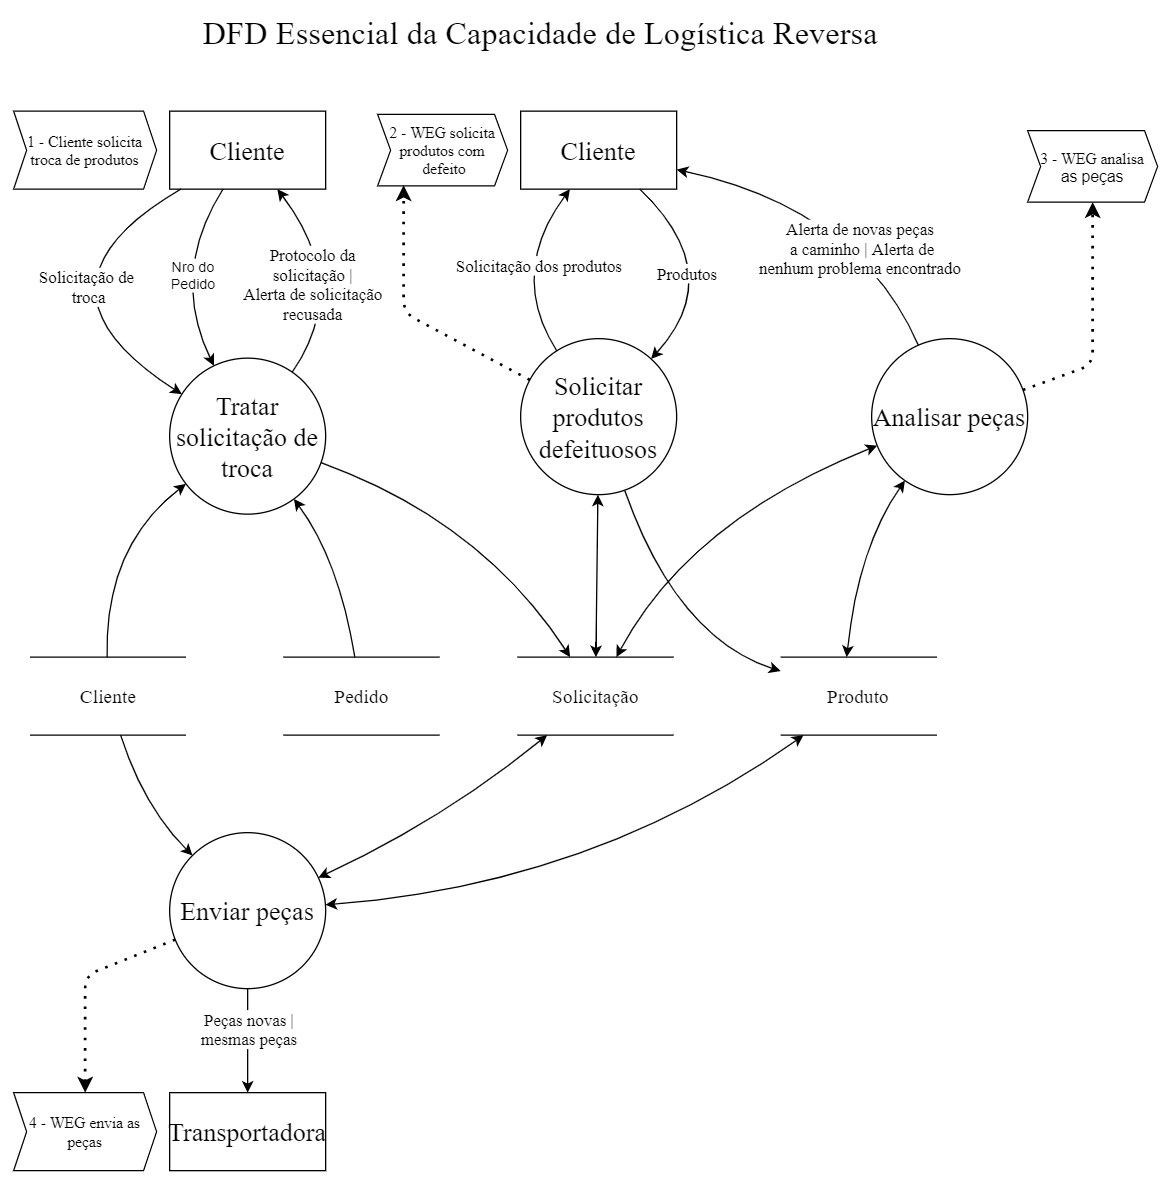 DFD Essencial da Capacidade de Logística Reversa
1 - Cliente solicita
troca de produtos
Cliente
2 - WEG solicita
produtos com
defeito
Cliente
3 - WEG analisa
as peças
Solicitação de
troca
Nro do
Pedido
Protocolo da
solicitação |
Alerta de solicitação
recusada
Solicitação dos produtos
Produtos
Alerta de novas peças
a caminho | Alerta de
nenhum problema encontrado
Tratar
solicitação de
troca
Solicitar
produtos
defeituosos
Analisar peças
Cliente
Pedido
Solicitação
Produto
Enviar peças
Peças novas |
mesmas peças
4 - WEG envia as
peças
Transportadora